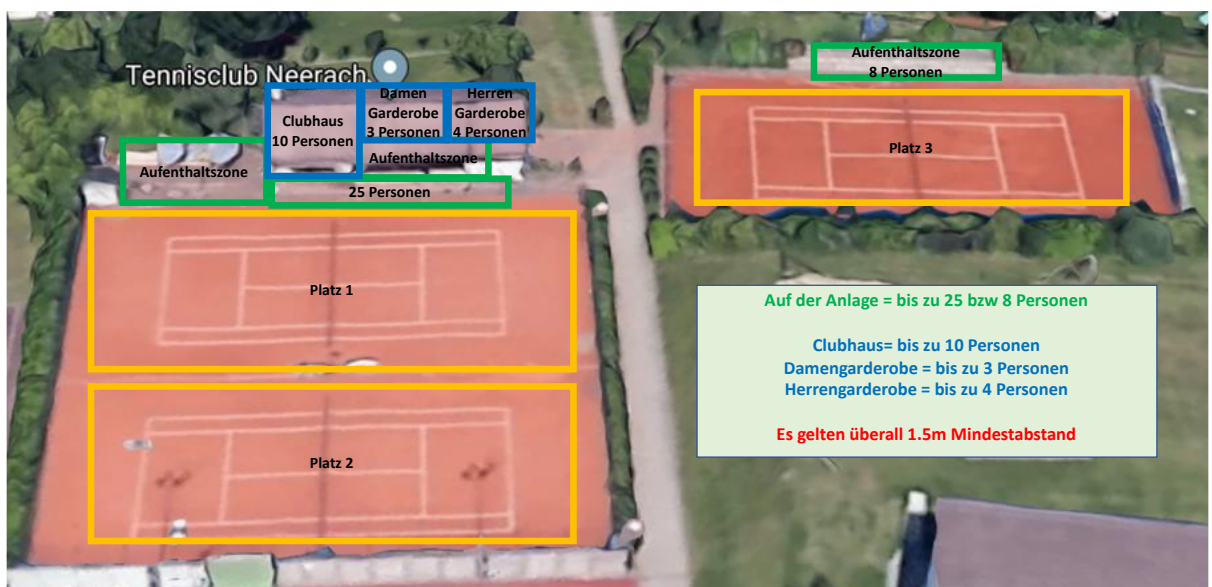 Tennisclub Neerach
Aufenthaltszone
8 Personen
Damen
Garderobe
3 Personen
Herren
Garderobe
4 Personen
Clubhaus
10 Personen
Aufenthaltszone
Aufenthaltszone
25 Personen
Platz 3
Platz 1
Platz 2
Auf der Anlage = bis zu 25 bzw 8 Personen
Clubhaus= bis zu 10 Personen
Damengarderobe = bis zu 3 Personen
Herrengarderobe = bis zu 4 Personen
Es gelten überall 1.5m Mindestabstand